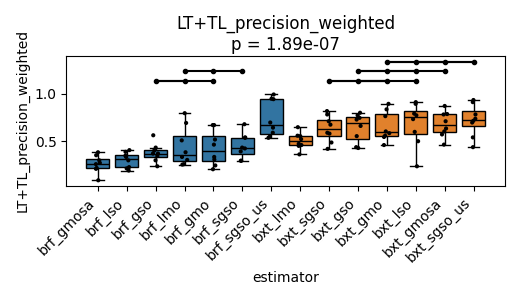 LT+TL_precision_weighted
p = 1.89e-07
LT+TL_precision_weighted
1.0
0.5
brf_gmosa
brf_lso
brf_gso
brf_lmo
brf_gmo
brf_sgso
brf_sgso_us
bxt_lmo
bxt_sgso
bxt_gso
bxt_gmo
bxt_lso
bxt_gmosa
bxt_sgso_us
estimator